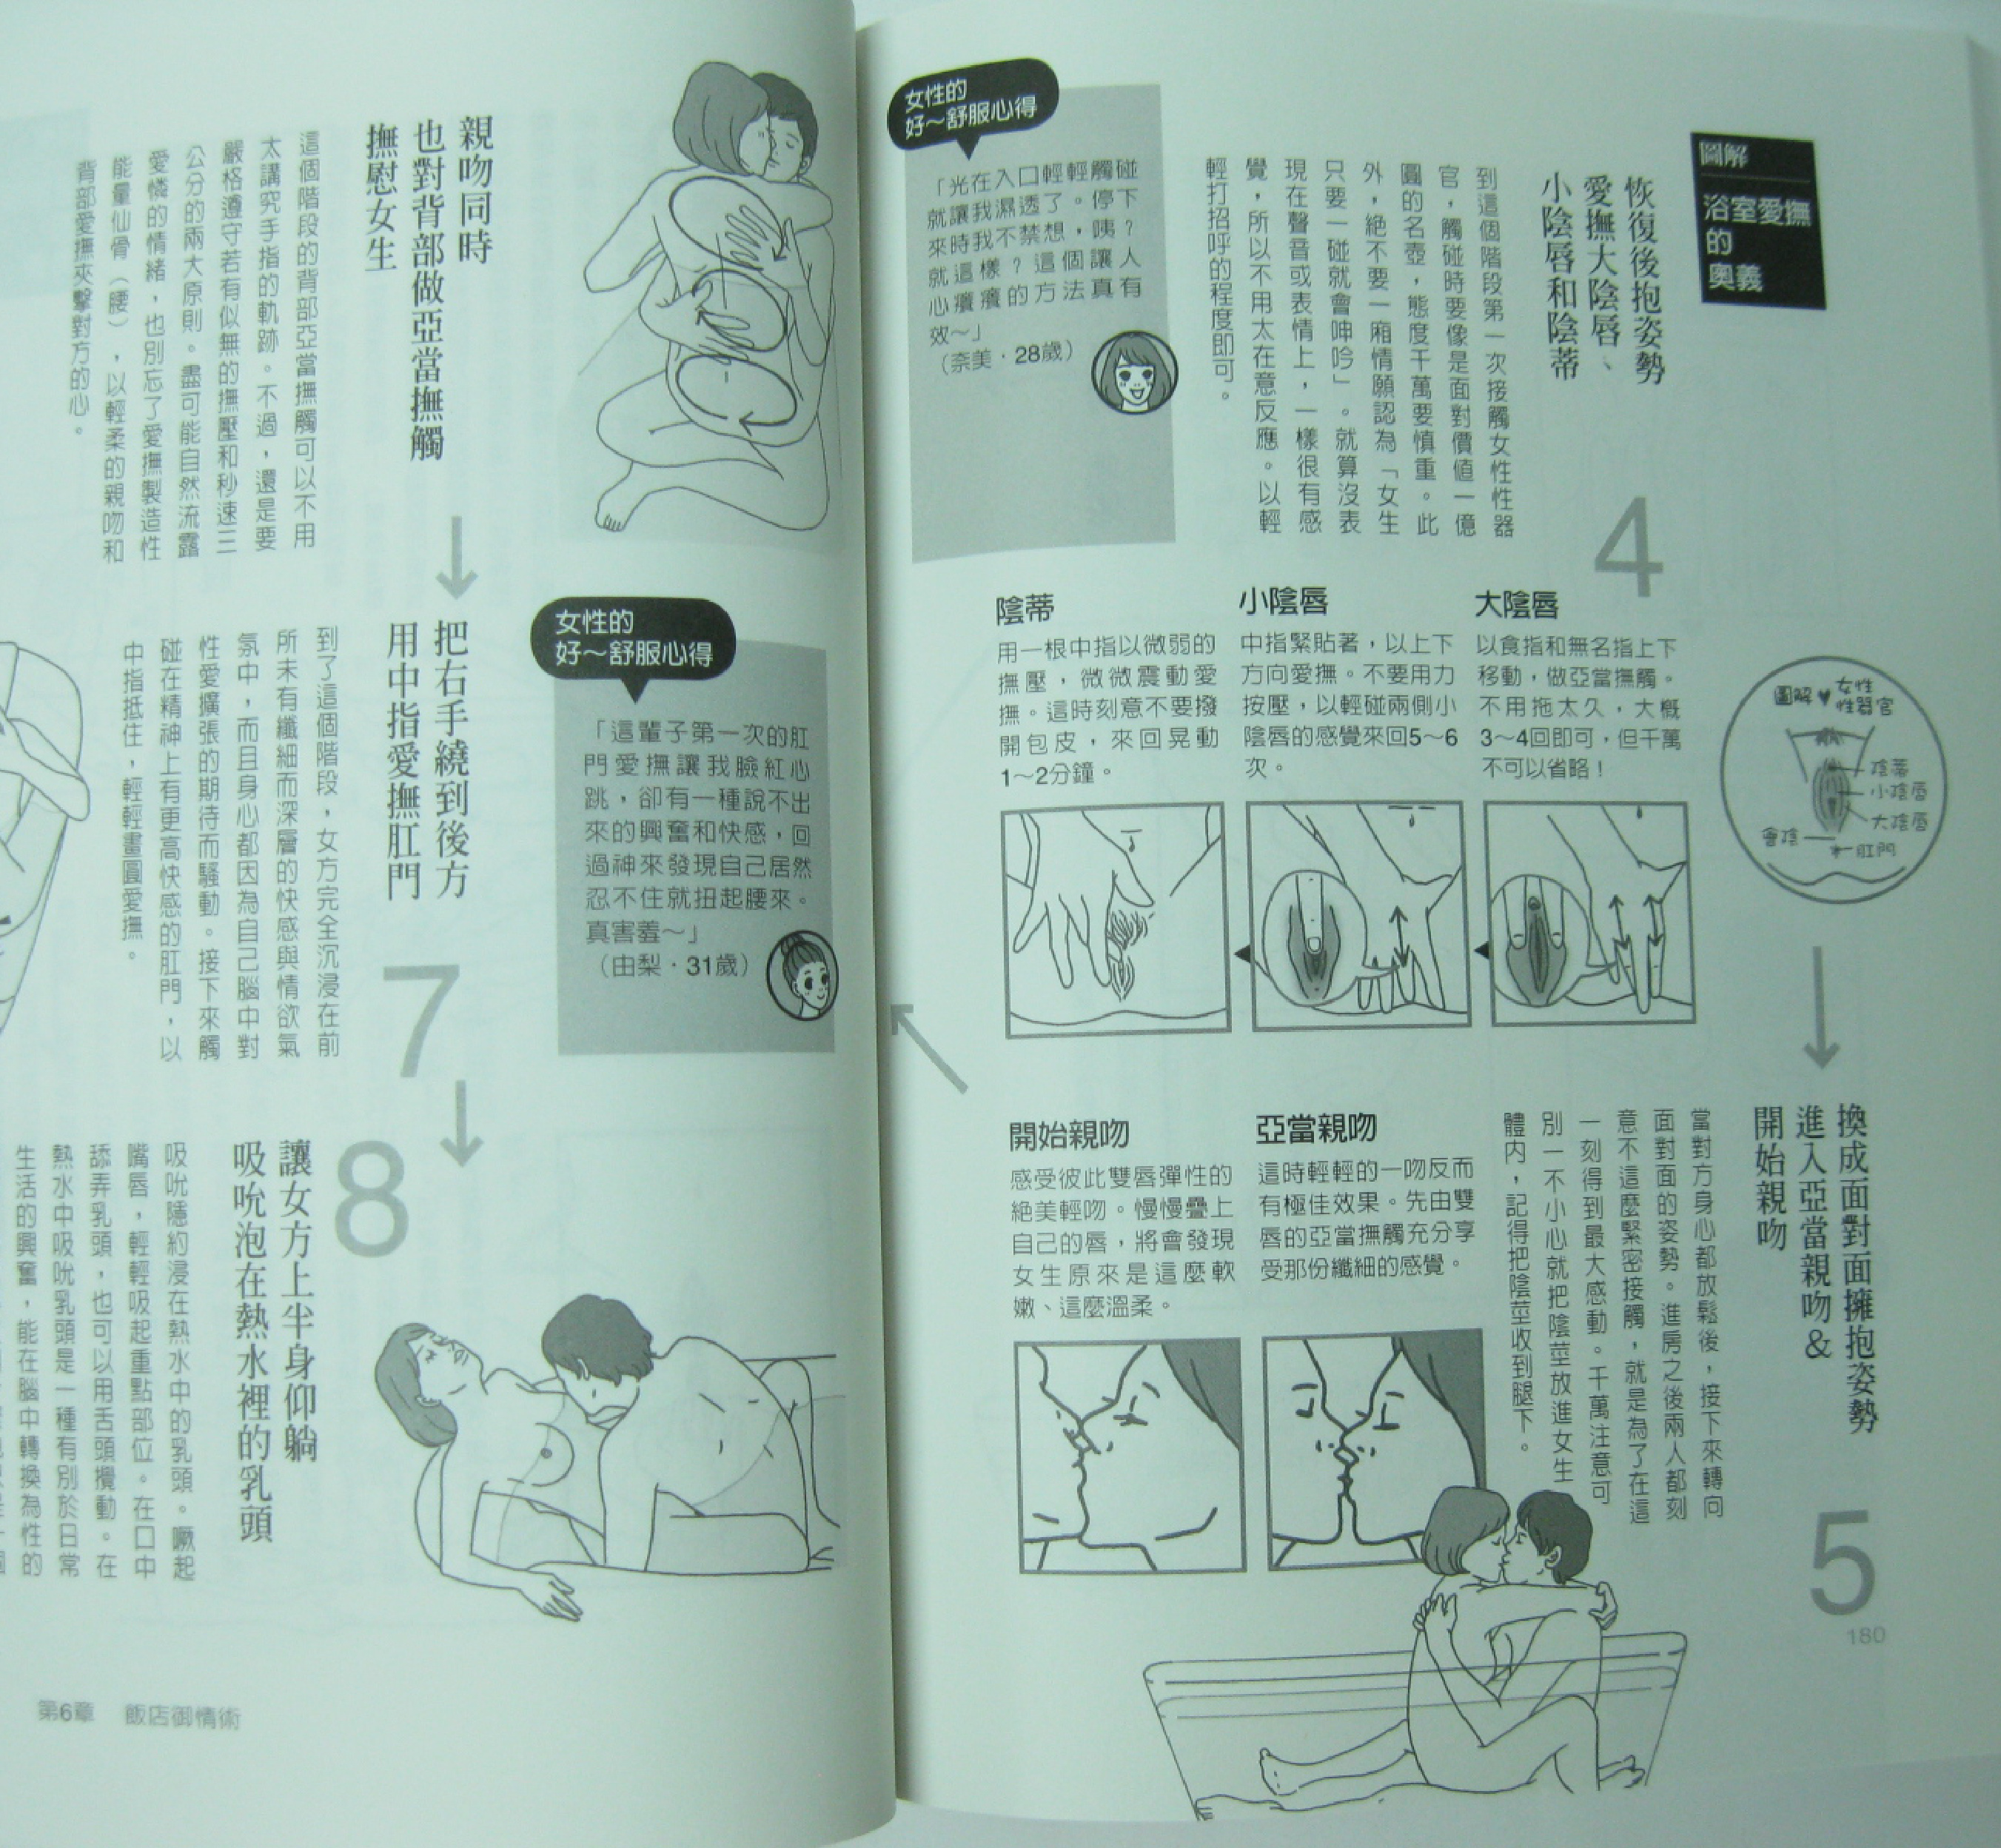 圖解
浴室愛撫
的
奧義
恢復後抱姿勢
愛撫大陰唇、
小陰唇和陰蒂
4
到這個階段第一次接觸女性性器
官，觸碰時要像是面對價值一億
圓的名壺，態度千萬要慎重。此
外，絕不要一廂情願認為「女生
只要一碰就會呻吟」。就算沒表
現在聲音或表情上，一樣很有感
覺，所以不用太在意反應。以輕
輕打招呼的程度即可。
女性的
好～舒服心得
「光在入口輕輕觸碰
就讓我濕透了。停下
來時我不禁想，咦？
就這樣？這個讓人
心癢癢的方法真有
效～」
（奈美．28歲）
圖解♥女性
性器官
陰蒂
小陰唇
大陰唇
會陰
肛門
大陰唇
以食指和無名指上下
移動，做亞當撫觸。
不用拖太久，大概
3～4回即可，但千萬
不可以省略！
小陰唇
中指緊貼著，以上下
方向愛撫。不要用力
按壓，以輕碰兩側小
陰唇的感覺來回5～6
次。
陰蒂
用一根中指以微弱的
撫壓，微微震動愛
撫。這時刻意不要撥
開包皮，來回晃動
1～2分鐘。
換成面對面擁抱姿勢
進入亞當親吻＆
開始親吻
5
當對方身心都放鬆後，接下來轉向
面對面的姿勢。進房之後兩人都刻
意不這麼緊密接觸，就是為了在這
一刻得到最大感動。千萬注意可
別一不小心就把陰莖放進女生
體內，記得把陰莖收到腿下。
亞當親吻
這時輕輕的一吻反而
有極佳效果。先由雙
唇的亞當撫觸充分享
受那份纖細的感覺。
開始親吻
感受彼此雙唇彈性的
絕美輕吻。慢慢疊上
自己的唇，將會發現
女生原來是這麼軟
嫩、這麼溫柔。
180
親吻同時
也對背部做亞當撫觸
撫慰女生
這個階段的背部亞當撫觸可以不用
太講究手指的軌跡。不過，還是要
嚴格遵守若有似無的撫壓和秒速三
公分的兩大原則。盡可能自然流露
愛憐的情緒，也別忘了愛撫製造性
能量仙骨（腰），以輕柔的親吻和
背部愛撫夾擊對方的心。
把右手繞到後方
用中指愛撫肛門
7
到了這個階段，女方完全沉浸在前
所未有纖細而深層的快感與情欲氣
氛中，而且身心都因為自己腦中對
性愛擴張的期待而騷動。接下來觸
碰在精神上有更高快感的肛門，以
中指抵住，輕輕畫圓愛撫。
女性的
好～舒服心得
「這輩子第一次的肛
門愛撫讓我臉紅心
跳，卻有一種說不出
來的興奮和快感，回
過神來發現自己居然
忍不住就扭起腰來。
真害羞～」
（由梨．31歲）
8
讓女方上半身仰躺
吸吮泡在熱水裡的乳頭
吸吮隱約浸在熱水中的乳頭。噘起
嘴唇，輕輕吸起重點部位。在口中
舔弄乳頭，也可以用舌頭攪動。在
熱水中吸吮乳頭是一種有別於日常
生活的興奮，能在腦中轉換為性的
第6章　飯店御情術